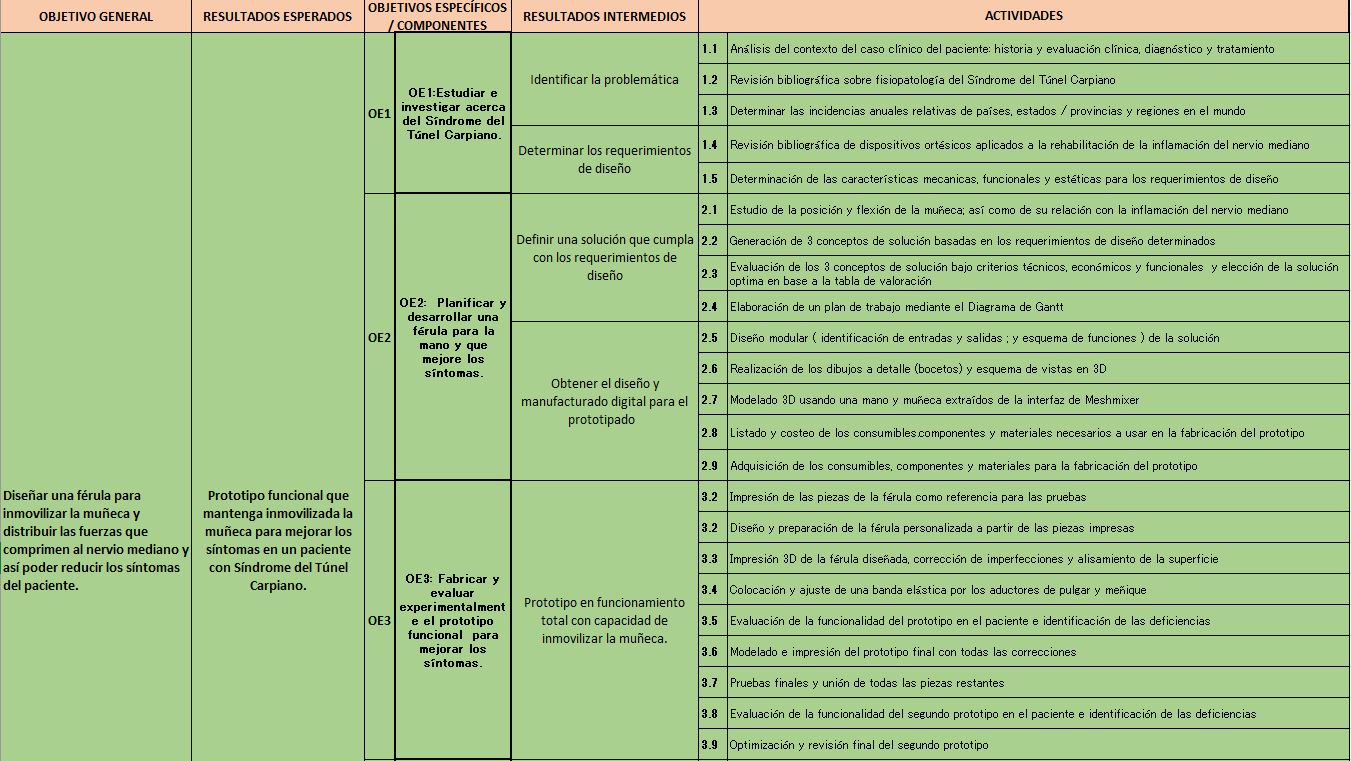 OBJETIVO GENERAL
RESULTADOS ESPERADOS
OBJETIVOS ESPECÍFICOS
/ COMPONENTES
RESULTADOS INTERMEDIOS
ACTIVIDADES
Diseñar una férula para
inmovilizar la muñeca y
distribuir las fuerzas que
comprimen al nervio mediano y
así poder reducir los síntomas
del paciente.
Prototipo funcional que
mantenga inmovilizada la
muñeca para mejorar los
síntomas en un paciente
con Síndrome del Túnel
Carpiano.
OE1
OE1:Estudiar e
investigar acerca
del Síndrome del
Túnel Carpiano.
Identificar la problemática
1.1 Análisis del contexto del caso clínico del paciente: historia y evaluación clínica, diagnóstico y tratamiento
1.2 Revisión bibliográfica sobre fisiopatología del Síndrome del Túnel Carpiano
1.3 Determinar las incidencias anuales relativas de países, estados / provincias y regiones en el mundo
Determinar los requerimientos
de diseño
1.4 Revisión bibliográfica de dispositivos ortésicos aplicados a la rehabilitación de la inflamación del nervio mediano
1.5 Determinación de las características mecanicas, funcionales y estéticas para los requerimientos de diseño
OE2
OE2: Planificar y
desarrollar una
férula para la
mano y que
mejore los
síntomas.
Definir una solución que cumpla
con los requerimientos de
diseño
2.1 Estudio de la posición y flexión de la muñeca; así como de su relación con la inflamación del nervio mediano
2.2 Generación de 3 conceptos de solución basadas en los requerimientos de diseño determinados
2.3 Evaluación de los 3 conceptos de solución bajo criterios técnicos, económicos y funcionales y elección de la solución
optima en base a la tabla de valoración
2.4 Elaboración de un plan de trabajo mediante el Diagrama de Gantt
Obtener el diseño y
manufacturado digital para el
prototipado
2.5 Diseño modular ( identificación de entradas y salidas ; y esquema de funciones ) de la solución
2.6 Realización de los dibujos a detalle (bocetos) y esquema de vistas en 3D
2.7 Modelado 3D usando una mano y muñeca extraídos de la interfaz de Meshmixer
2.8 Listado y costeo de los consumibles.componentes y materiales necesarios a usar en la fabricación del prototipo
2.9 Adquisición de los consumibles, componentes y materiales para la fabricación del prototipo
OE3
OE3: Fabricar y
evaluar
experimentalment
e el prototipo
funcional para
mejorar los
síntomas.
Prototipo en funcionamiento
total con capacidad de
inmovilizar la muñeca.
3.2 Impresión de las piezas de la férula como referencia para las pruebas
3.2 Diseño y preparación de la férula personalizada a partir de las piezas impresas
3.3 Impresión 3D de la férula diseñada, corrección de imperfecciones y alisamiento de la superficie
3.4 Colocación y ajuste de una banda elástica por los aductores de pulgar y meñique
3.5 Evaluación de la funcionalidad del prototipo en el paciente e identificación de las deficiencias
3.6 Modelado e impresión del prototipo final con todas las correcciones
3.7 Pruebas finales y unión de todas las piezas restantes
3.8 Evaluación de la funcionalidad del segundo prototipo en el paciente e identificación de las deficiencias
3.9 Optimización y revisión final del segundo prototipo